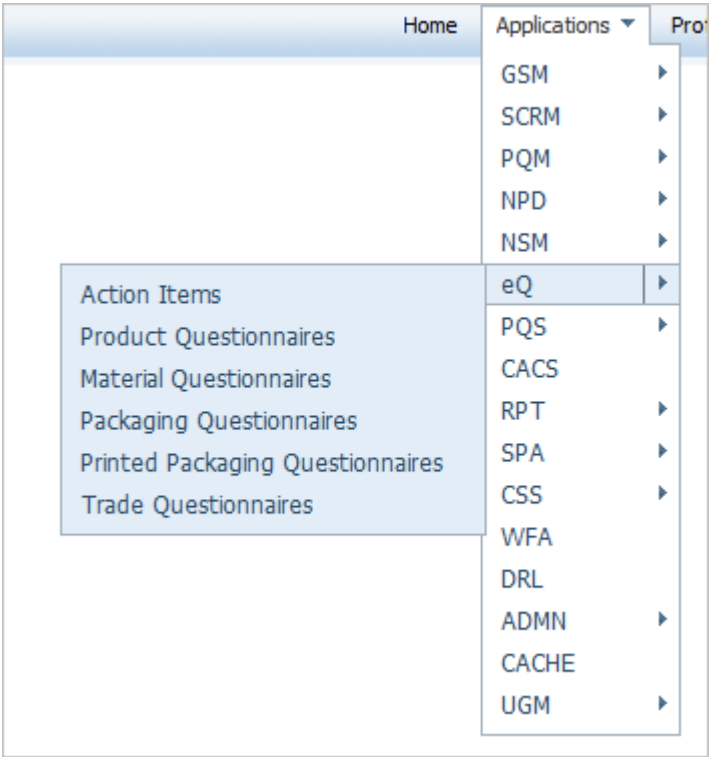 Home Applications Prof
GSM
SCRM
PQM
NPD
NSM
eQ
Action Items
Product Questionnaires
Material Questionnaires
Packaging Questionnaires
Printed Packaging Questionnaires
Trade Questionnaires
PQS
CACS
RPT
SPA
CSS
WFA
DRL
ADMN
CACHE
UGM